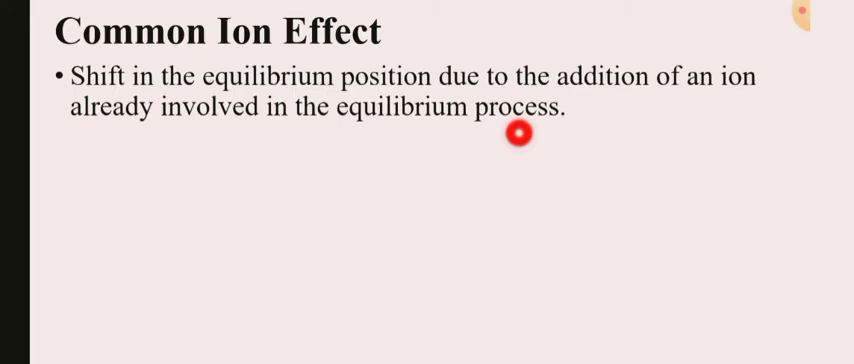 Common Ion Effect
• Shift in the equilibrium position due to the addition of an ion
already involved in the equilibrium process.